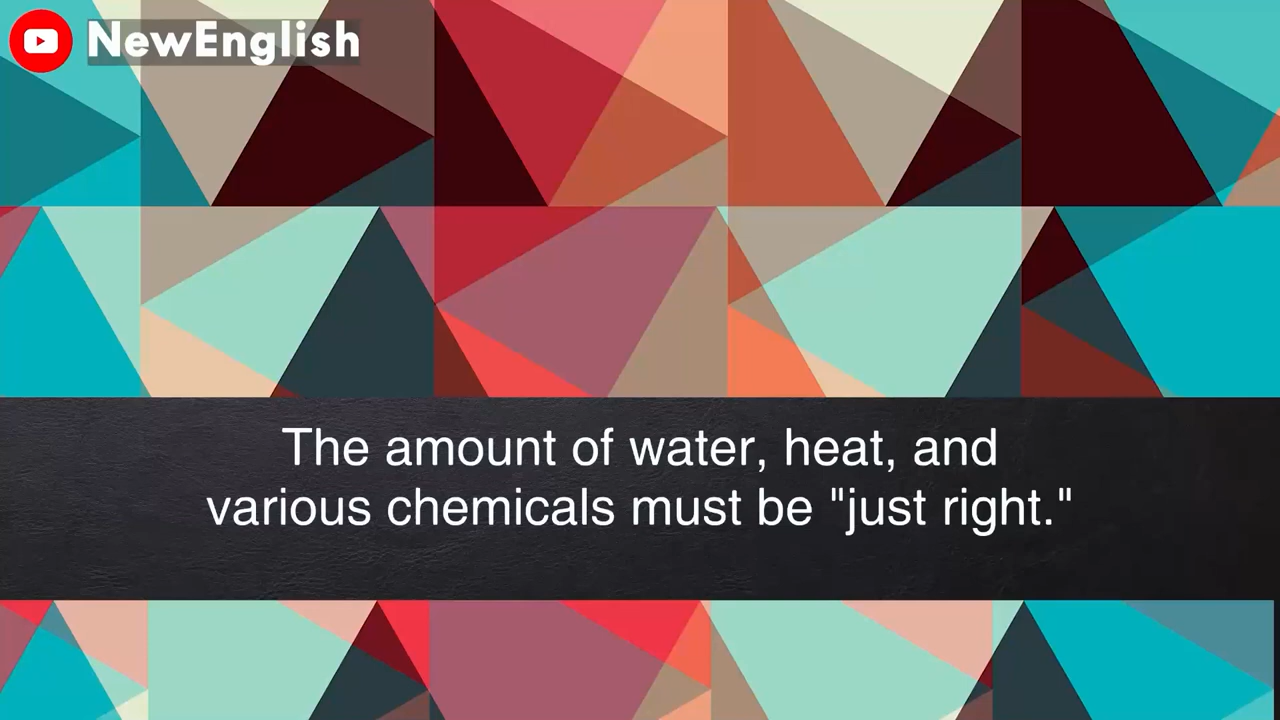 NewEnglish
The amount of water, heat, and
various chemicals must be "just right."